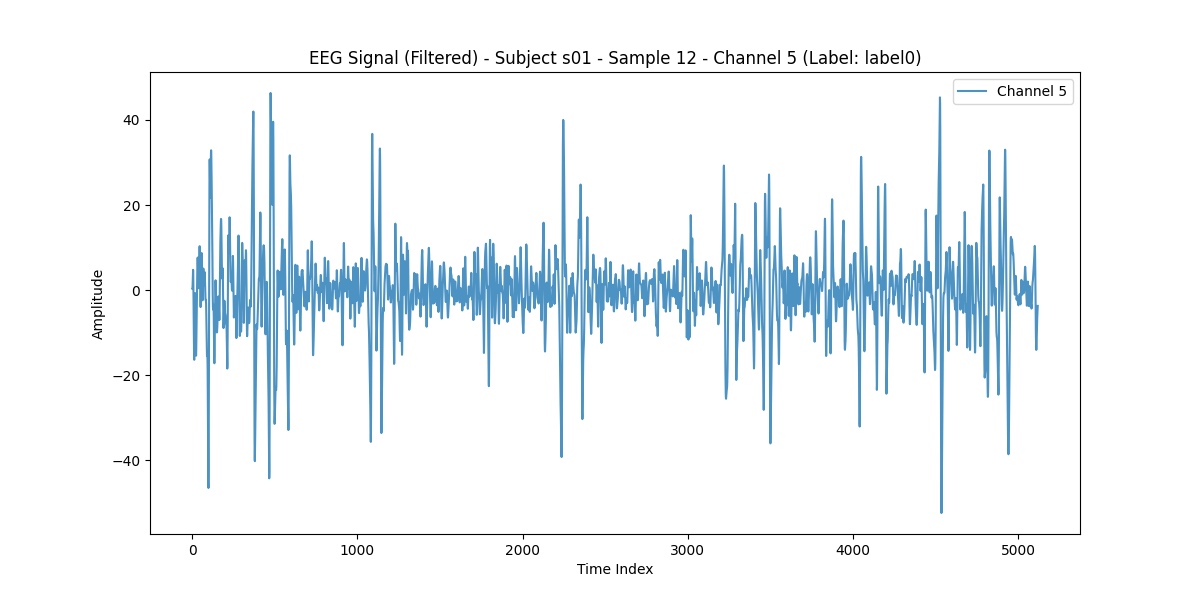 EEG Signal (Filtered) - Subject s01 - Sample 12 - Channel 5 (Label: label0)
Channel 5
40
20
0
−20
−40
Amplitude
0 1000 2000 3000 4000 5000
Time Index